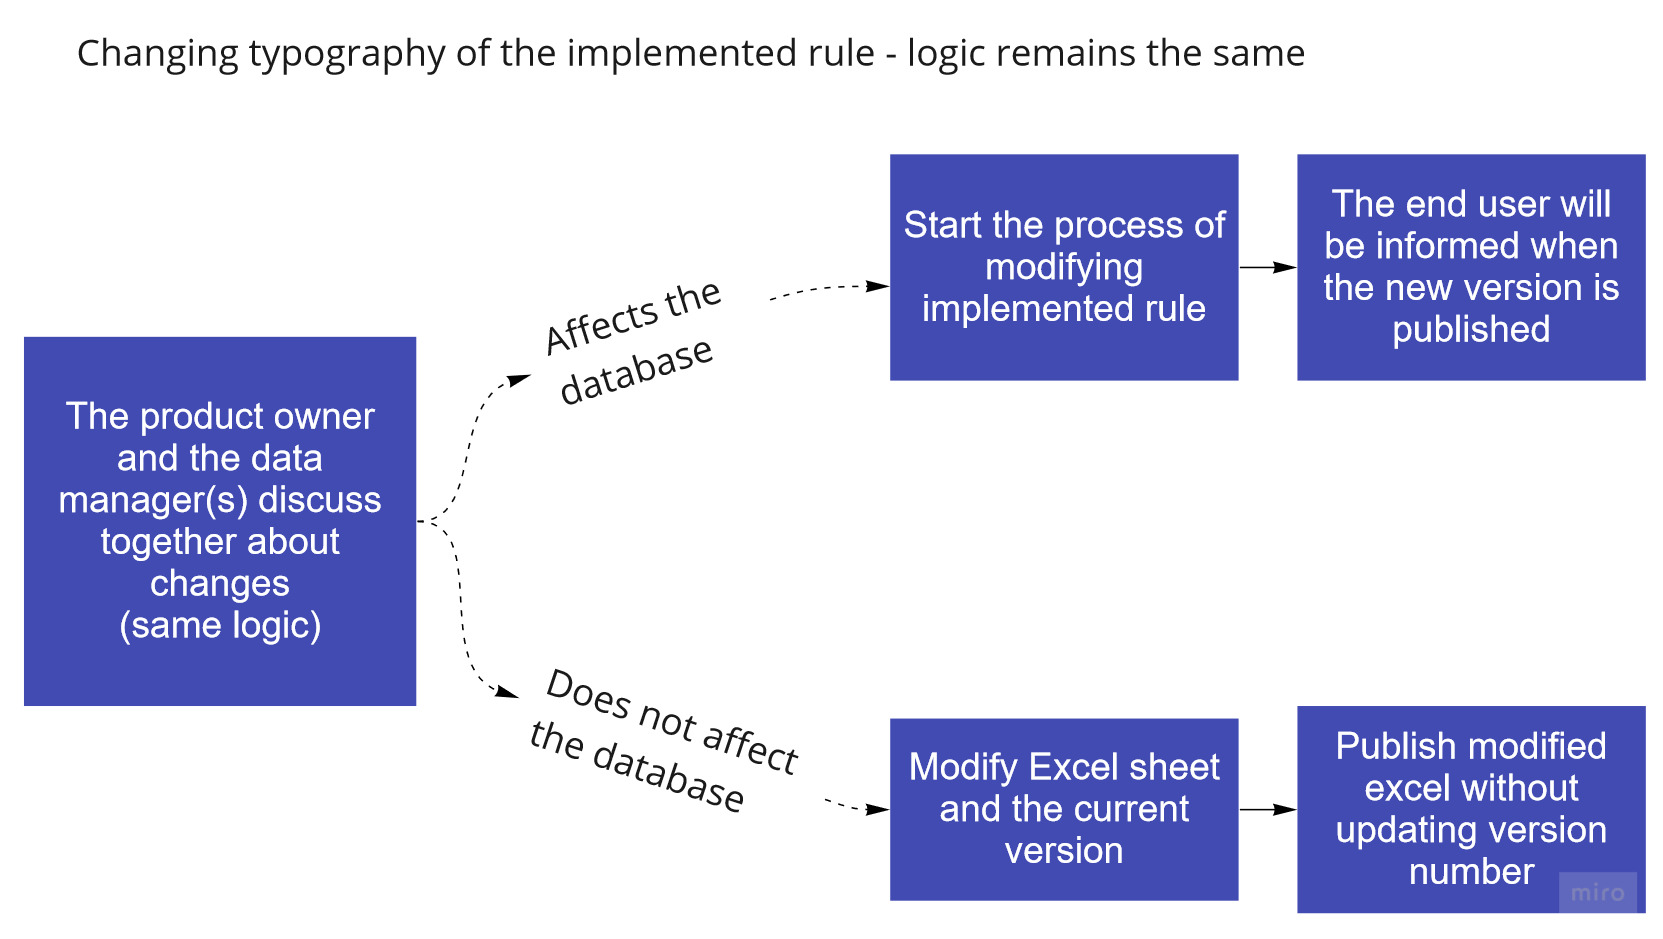 Changing typography of the implemented rule - logic remains the same
The product owner
and the data
manager(s) discuss
together about
changes
(same logic)
Affects the
database
Start the process of
modifying
implemented rule
The end user will
be informed when
the new version is
published
Does not affect
the database
Modify Excel sheet
and the current
version
Publish modified
excel without
updating version
number
miro